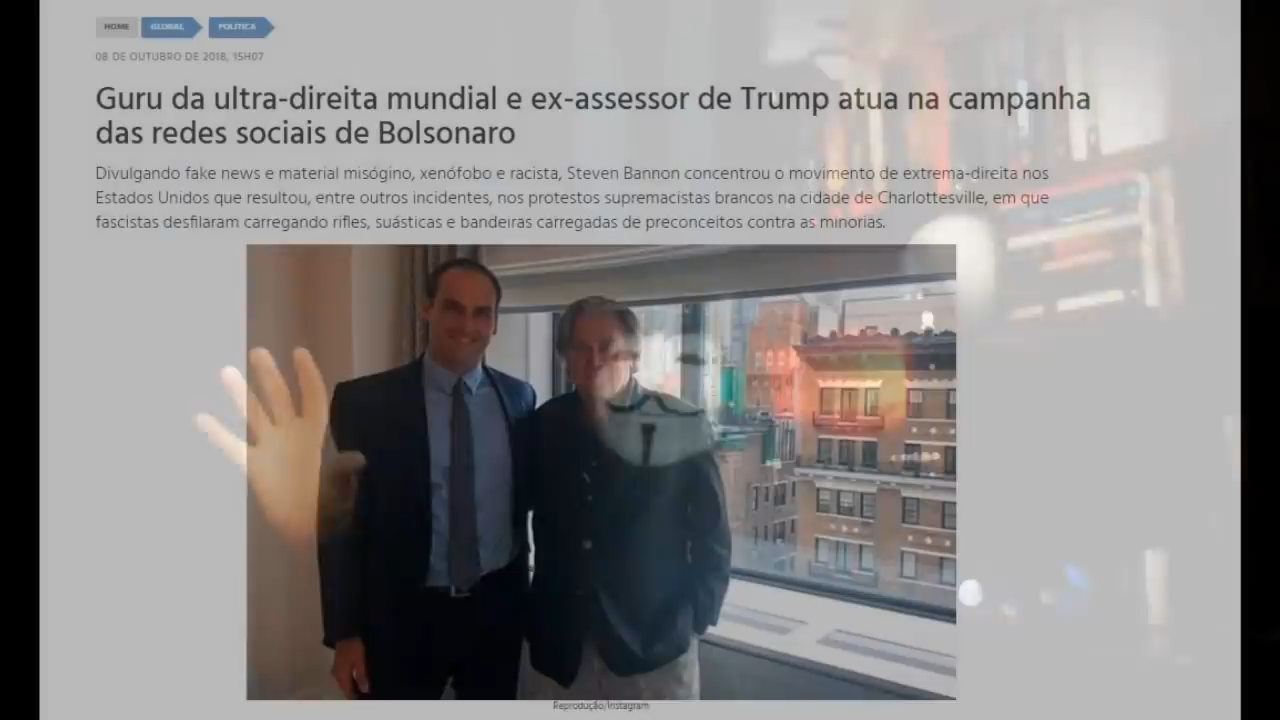 HOME GLOBAL POLÍTICA
08 DE OUTUBRO DE 2018, 15H07
Guru da ultra-direita mundial e ex-assessor de Trump atua na campanha
das redes sociais de Bolsonaro
Divulgando fake news e material misógino, xenófobo e racista, Steven Bannon concentrou o movimento de extrema-direita nos
Estados Unidos que resultou, entre outros incidentes, nos protestos supremacistas brancos na cidade de Charlottesville, em que
fascistas desfilaram carregando rifles, suásticas e bandeiras carregadas de preconceitos contra as minorias.
Reprodução/Instagram